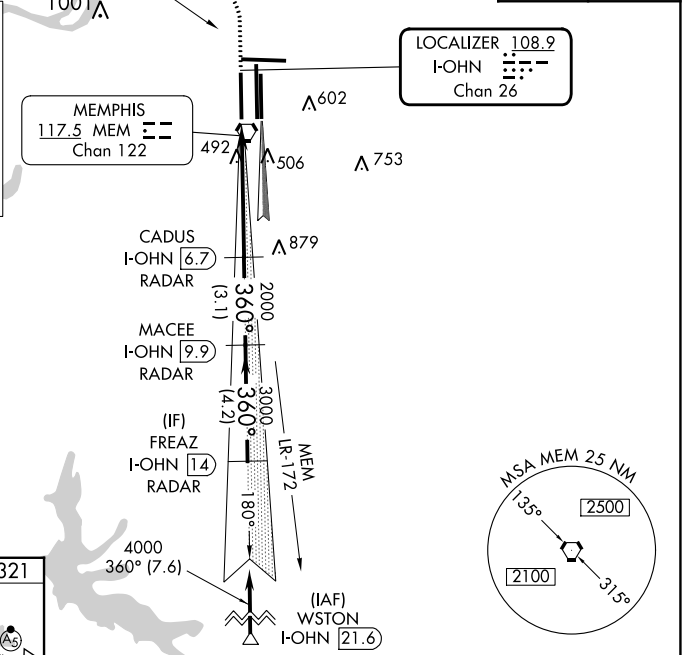 1001
LOCALIZER 108.9
I-OHN
Chan 26
MEMPHIS
117.5 MEM
Chan 122
602
492
506
753
879
CADUS
I-OHN 6.7
RADAR
2000
360°
(3.1)
MACEE
I-OHN 9.9
RADAR
3000
360°
(4.2)
(IF)
FREAZ
I-OHN 14
RADAR
MEM
LR-172
180°
MSA MEM 25 NM
135°
2500
2100
315°
4000
360° (7.6)
(IAF)
WSTON
I-OHN 21.6
321
A5